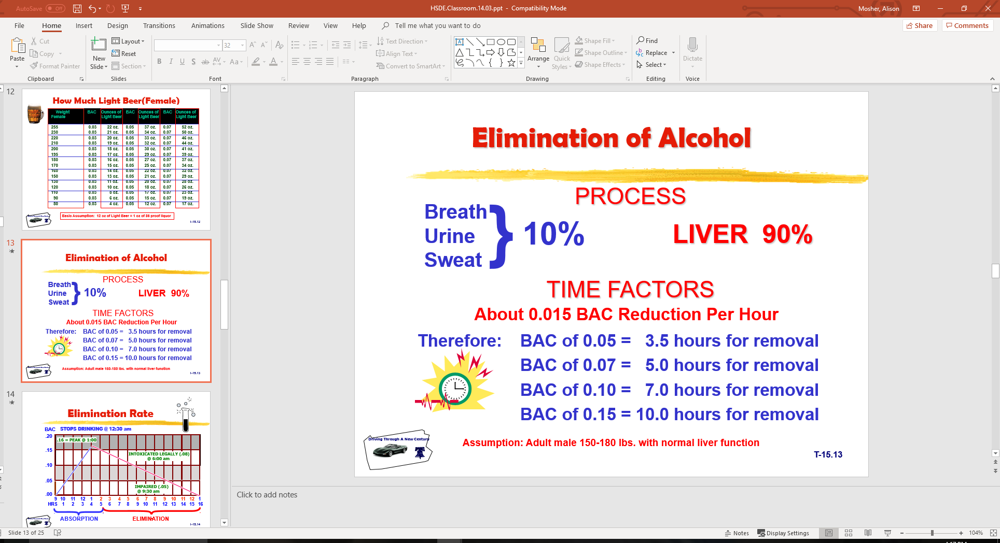 AutoSave Off
HSDE.Classroom.14.03.ppt - Compatibility Mode
Mosher, Alison
File Home Insert Design Transitions Animations Slide Show Review View Help Tell me what you want to do
Share Comments
Paste
Cut
Copy
Format Painter
Clipboard
New Slide
Layout
Reset
Section
Slides
32
B I U S ab AV Aa A
Font
Text Direction
Align Text
Convert to SmartArt
Paragraph
Arrange
Quick Styles
Shape Fill
Shape Outline
Shape Effects
Drawing
Find
Replace
Select
Editing
Dictate
Voice
12
How Much Light Beer(Female)
Weight Female BAC Ounces of Light Beer BAC Ounces of Light Beer BAC Ounces of Light Beer
255 0.03 22 oz. 0.05 37 oz. 0.07 52 oz.
230 0.03 21 oz. 0.05 34 oz. 0.07 50 oz.
220 0.03 20 oz. 0.05 33 oz. 0.07 46 oz.
210 0.03 19 oz. 0.05 32 oz. 0.07 44 oz.
200 0.03 18 oz. 0.05 30 oz. 0.07 41 oz.
195 0.03 17 oz. 0.05 29 oz. 0.07 39 oz.
180 0.03 16 oz. 0.05 27 oz. 0.07 37 oz.
170 0.03 15 oz. 0.05 25 oz. 0.07 34 oz.
160 0.03 14 oz. 0.05 22 oz. 0.07 32 oz.
150 0.03 13 oz. 0.05 21 oz. 0.07 29 oz.
130 0.03 11 oz. 0.05 20 oz. 0.07 28 oz.
120 0.03 10 oz. 0.05 18 oz. 0.07 26 oz.
110 0.03 8 oz. 0.05 17 oz. 0.07 23 oz.
90 0.03 6 oz. 0.05 15 oz. 0.07 19 oz.
80 0.03 4 oz. 0.05 12 oz. 0.07 17 oz.
Basic Assumption: 12 oz of Light Beer = 1 oz of 86 proof liquor
T-15.12
13
Elimination of Alcohol
PROCESS
Breath
Urine
Sweat
} 10%
LIVER 90%
TIME FACTORS
About 0.015 BAC Reduction Per Hour
Therefore: BAC of 0.05 = 3.5 hours for removal
BAC of 0.07 = 5.0 hours for removal
BAC of 0.10 = 7.0 hours for removal
BAC of 0.15 = 10.0 hours for removal
Assumption: Adult male 150-180 lbs. with normal liver function
T-15.13
14
Elimination Rate
BAC STOPS DRINKING @ 12:30 am
.20
.16 = PEAK @ 1:00
.15
INTOXICATED LEGALLY (.08)
@ 6:00 am
.10
.05
IMPAIRED (.05)
@ 9:30 am
.00
9 10 11 12 1 2 3 4 5 6 7 8 9 10 11 12 1
HRS 1 2 3 4 5 6 7 8 9 10 11 12 13 14 15 16
ABSORPTION ELIMINATION
T-15.14
Elimination of Alcohol
PROCESS
Breath
Urine
Sweat
} 10%
LIVER 90%
TIME FACTORS
About 0.015 BAC Reduction Per Hour
Therefore: BAC of 0.05 = 3.5 hours for removal
BAC of 0.07 = 5.0 hours for removal
BAC of 0.10 = 7.0 hours for removal
BAC of 0.15 = 10.0 hours for removal
Driving Through A New Century
Assumption: Adult male 150-180 lbs. with normal liver function
T-15.13
Click to add notes
Slide 13 of 25
Notes
Display Settings
104%